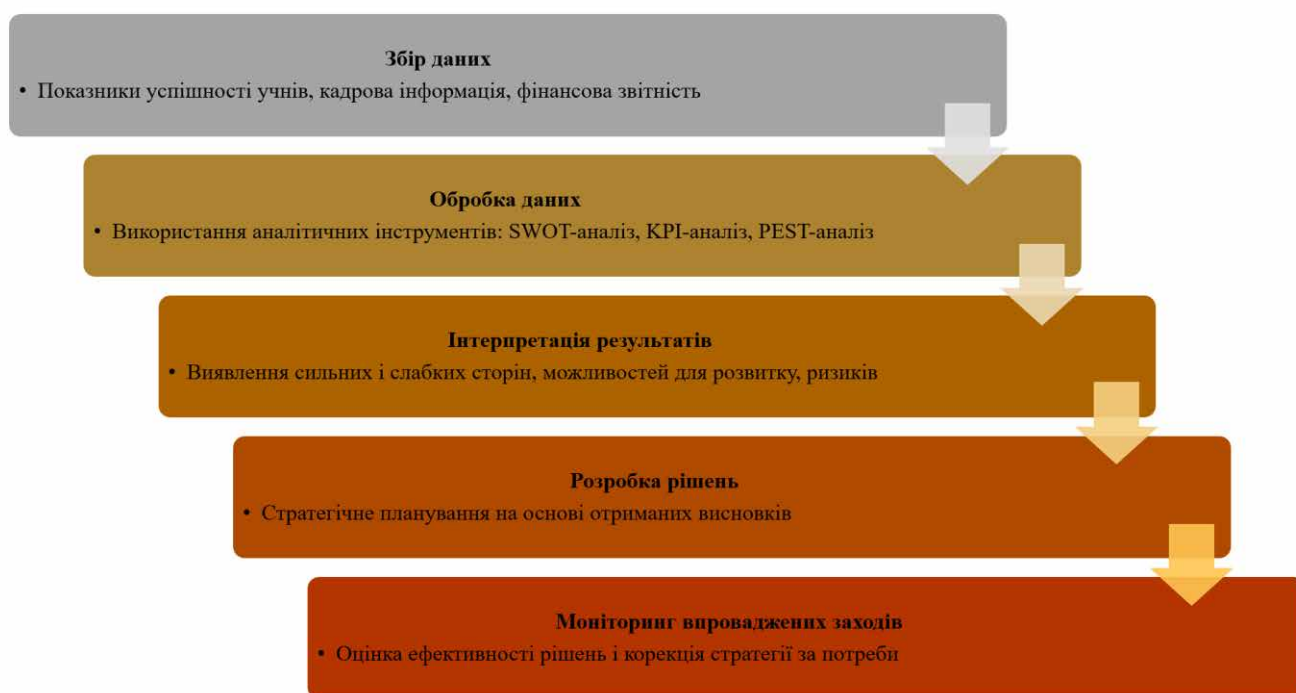 Збір даних
• Показники успішності учнів, кадрова інформація, фінансова звітність
Обробка даних
• Використання аналітичних інструментів: SWOT-аналіз, KPI-аналіз, PEST-аналіз
Інтерпретація результатів
• Виявлення сильних і слабких сторін, можливостей для розвитку, ризиків
Розробка рішень
• Стратегічне планування на основі отриманих висновків
Моніторинг впроваджених заходів
• Оцінка ефективності рішень і корекція стратегії за потреби